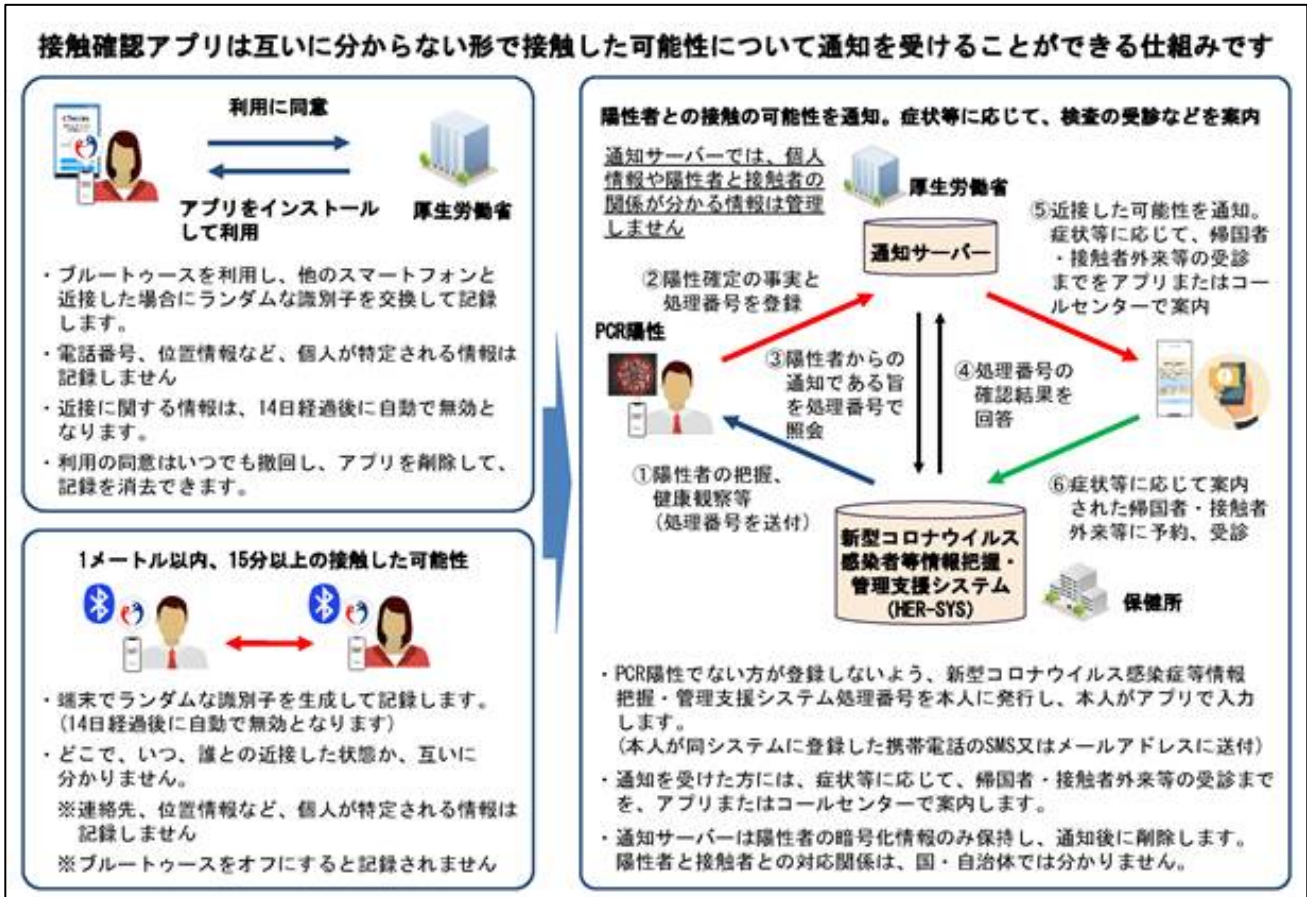 接触確認アプリは互いに分からない形で接触した可能性について通知を受けることができる仕組みです
利用に同意
アプリをインストール
して利用
厚生労働省
・ブルートゥースを利用し、他のスマートフォンと
近接した場合にランダムな識別子を交換して記録
します。
・電話番号、位置情報など、個人が特定される情報は
記録しません
・近接に関する情報は、14日経過後に自動で無効と
なります。
・利用の同意はいつでも撤回し、アプリを削除して、
記録を消去できます。
1メートル以内、15分以上の接触した可能性
・端末でランダムな識別子を生成して記録します。
(14日経過後に自動で無効となります)
・どこで、いつ、誰との近接した状態か、互いに
分かりません。
※連絡先、位置情報など、個人が特定される情報は
記録しません
※ブルートゥースをオフにすると記録されません
陽性者との接触の可能性を通知。症状等に応じて、検査の受診などを案内
通知サーバーでは、個人
情報や陽性者と接触者の
関係が分かる情報は管理
しません
厚生労働省
通知サーバー
⑤近接した可能性を通知。
症状等に応じて、帰国者
・接触者外来等の受診
までをアプリまたはコー
ルセンターで案内
②陽性確定の事実と
処理番号を登録
PCR陽性
③陽性者からの
通知である旨
を処理番号で
照会
④処理番号の
確認結果を
回答
①陽性者の把握、
健康観察等
(処理番号を送付)
⑥症状等に応じて案内
された帰国者・接触者
外来等に予約、受診
新型コロナウイルス
感染者等情報把握・
管理支援システム
(HER-SYS)
保健所
・PCR陽性でない方が登録しないよう、新型コロナウイルス感染症等情報
把握・管理支援システム処理番号を本人に発行し、本人がアプリで入力
します。
(本人が同システムに登録した携帯電話のSMS又はメールアドレスに送付)
・通知を受けた方には、症状等に応じて、帰国者・接触者外来等の受診まで
を、アプリまたはコールセンターで案内します。
・通知サーバーは陽性者の暗号化情報のみ保持し、通知後に削除します。
陽性者と接触者との対応関係は、国・自治体では分かりません。